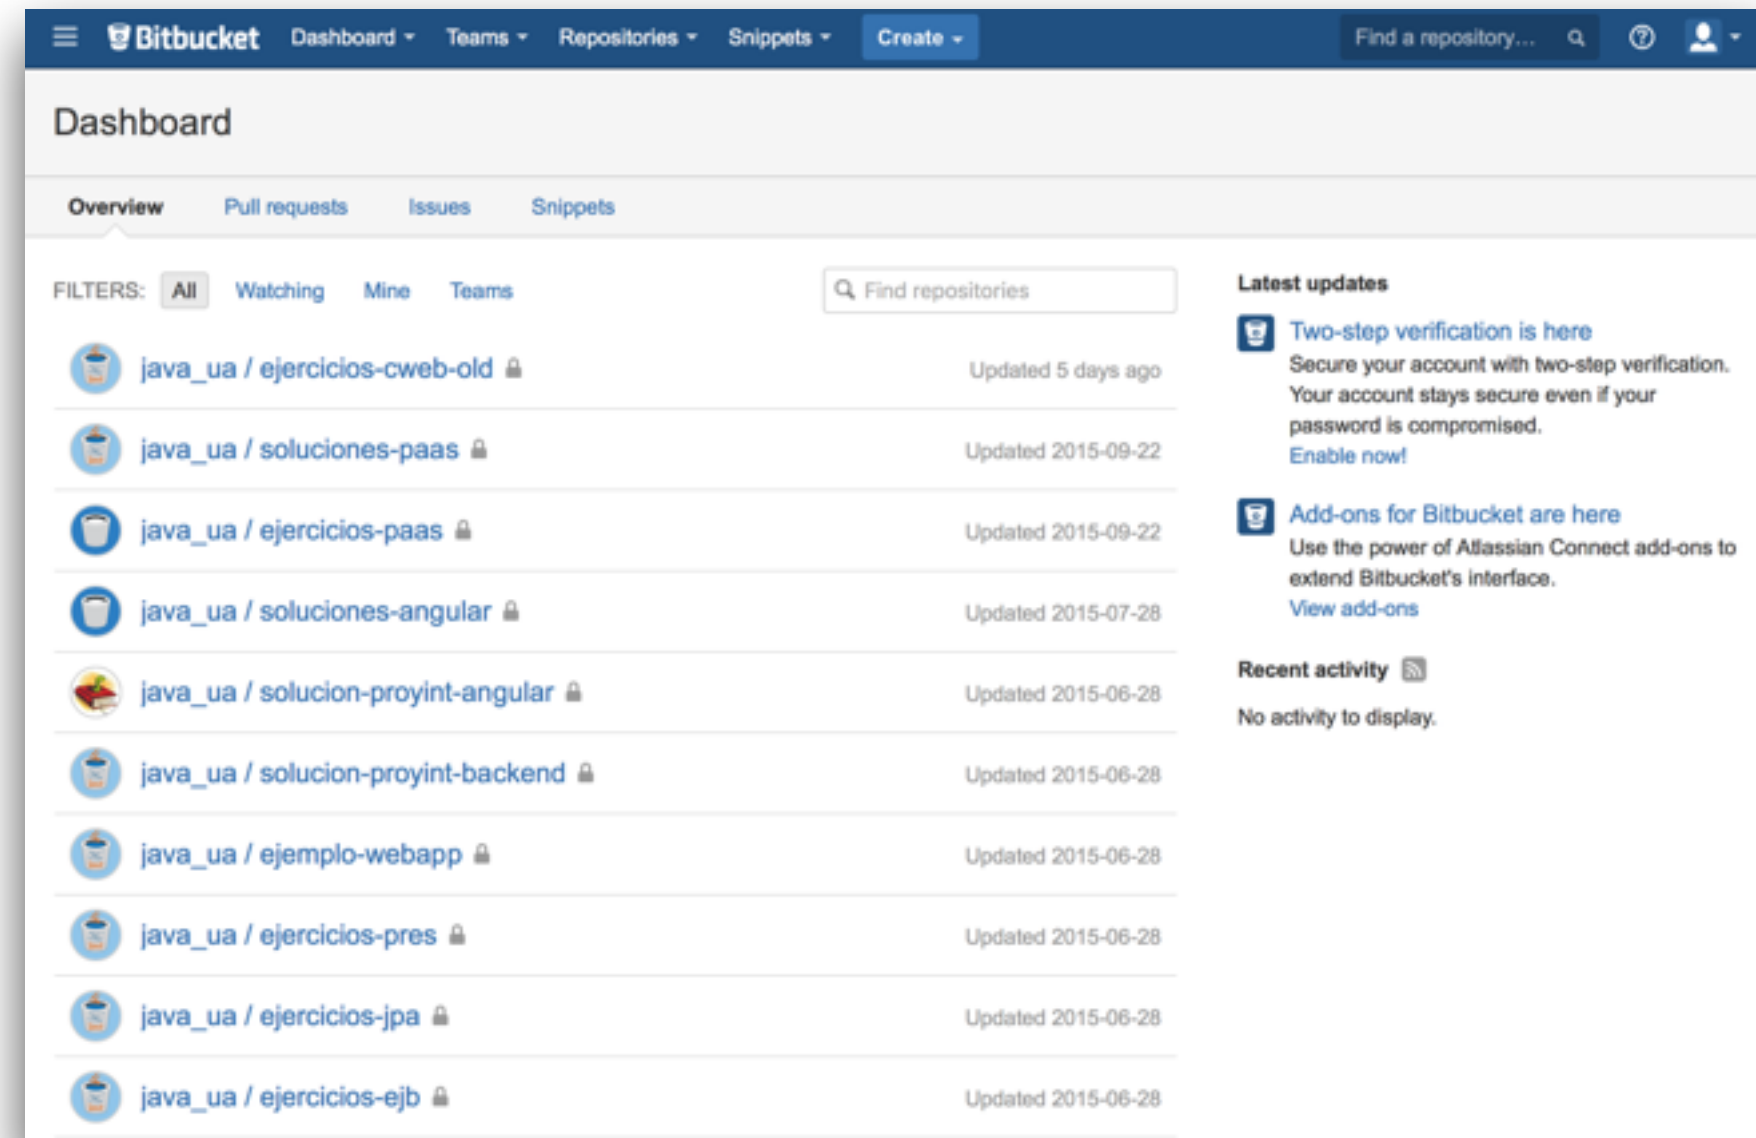 Bitbucket Dashboard Teams Repositories Snippets Create Find a repository...
Dashboard
Overview Pull requests Issues Snippets
FILTERS: All Watching Mine Teams Find repositories
java_ua / ejercicios-cweb-old Updated 5 days ago
java_ua / soluciones-paas Updated 2015-09-22
java_ua / ejercicios-paas Updated 2015-09-22
java_ua / soluciones-angular Updated 2015-07-28
java_ua / solucion-proyint-angular Updated 2015-06-28
java_ua / solucion-proyint-backend Updated 2015-06-28
java_ua / ejemplo-webapp Updated 2015-06-28
java_ua / ejercicios-pres Updated 2015-06-28
java_ua / ejercicios-jpa Updated 2015-06-28
java_ua / ejercicios-ejb Updated 2015-06-28
Latest updates
Two-step verification is here
Secure your account with two-step verification.
Your account stays secure even if your
password is compromised.
Enable now!
Add-ons for Bitbucket are here
Use the power of Atlassian Connect add-ons to
extend Bitbucket's interface.
View add-ons
Recent activity
No activity to display.